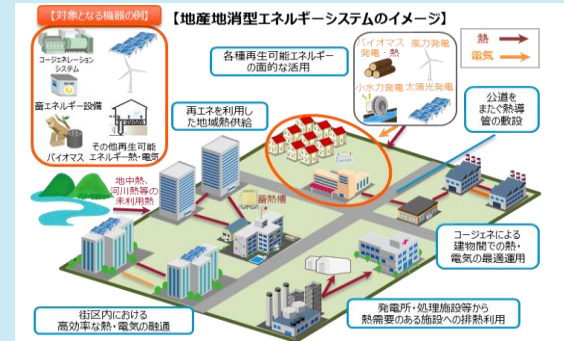 【対象となる機器の例】
【地産地消型エネルギーシステムのイメージ】
コージェネレーション
システム
蓄エネルギー設備
バイオマス
その他再生可能
エネルギー熱・電気
各種再生可能エネルギー
の面的な活用
バイオマス
発電・熱
風力発電
小水力発電
太陽光発電
熱
電気
再エネを利用し
た地域熱供給
公道を
またぐ熱導
管の敷設
地中熱、
河川熱等の
未利用熱
蓄熱槽
コージェネによる
建物間での熱・
電気の最適運用
街区内における
高効率な熱・電気の融通
発電所・処理施設等から
熱需要のある施設への排熱利用